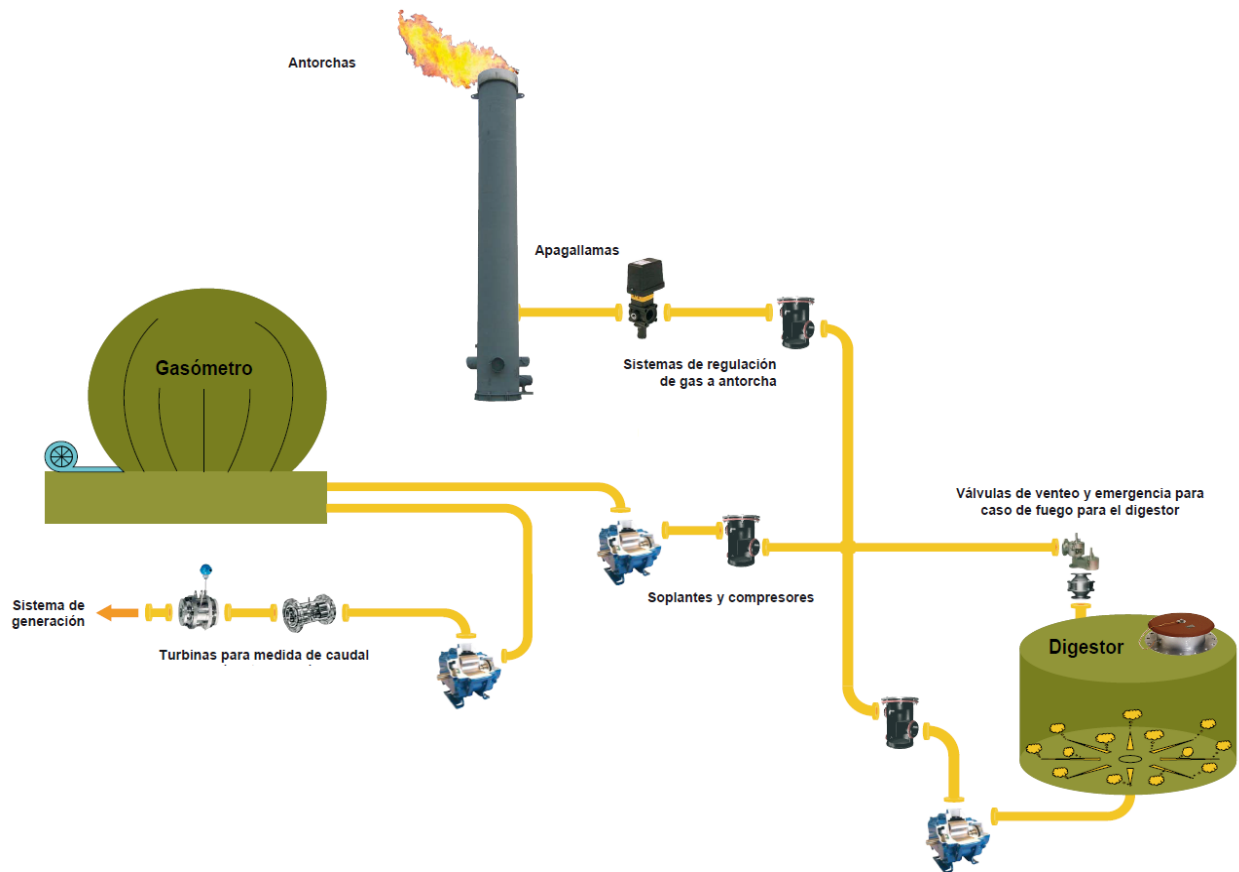 Antorchas
Apagallamas
Gasómetro
Sistemas de regulación
de gas a antorcha
Válvulas de venteo y emergencia para
caso de fuego para el digestor
Soplantes y compresores
Sistema de
generación
Turbinas para medida de caudal
Digestor